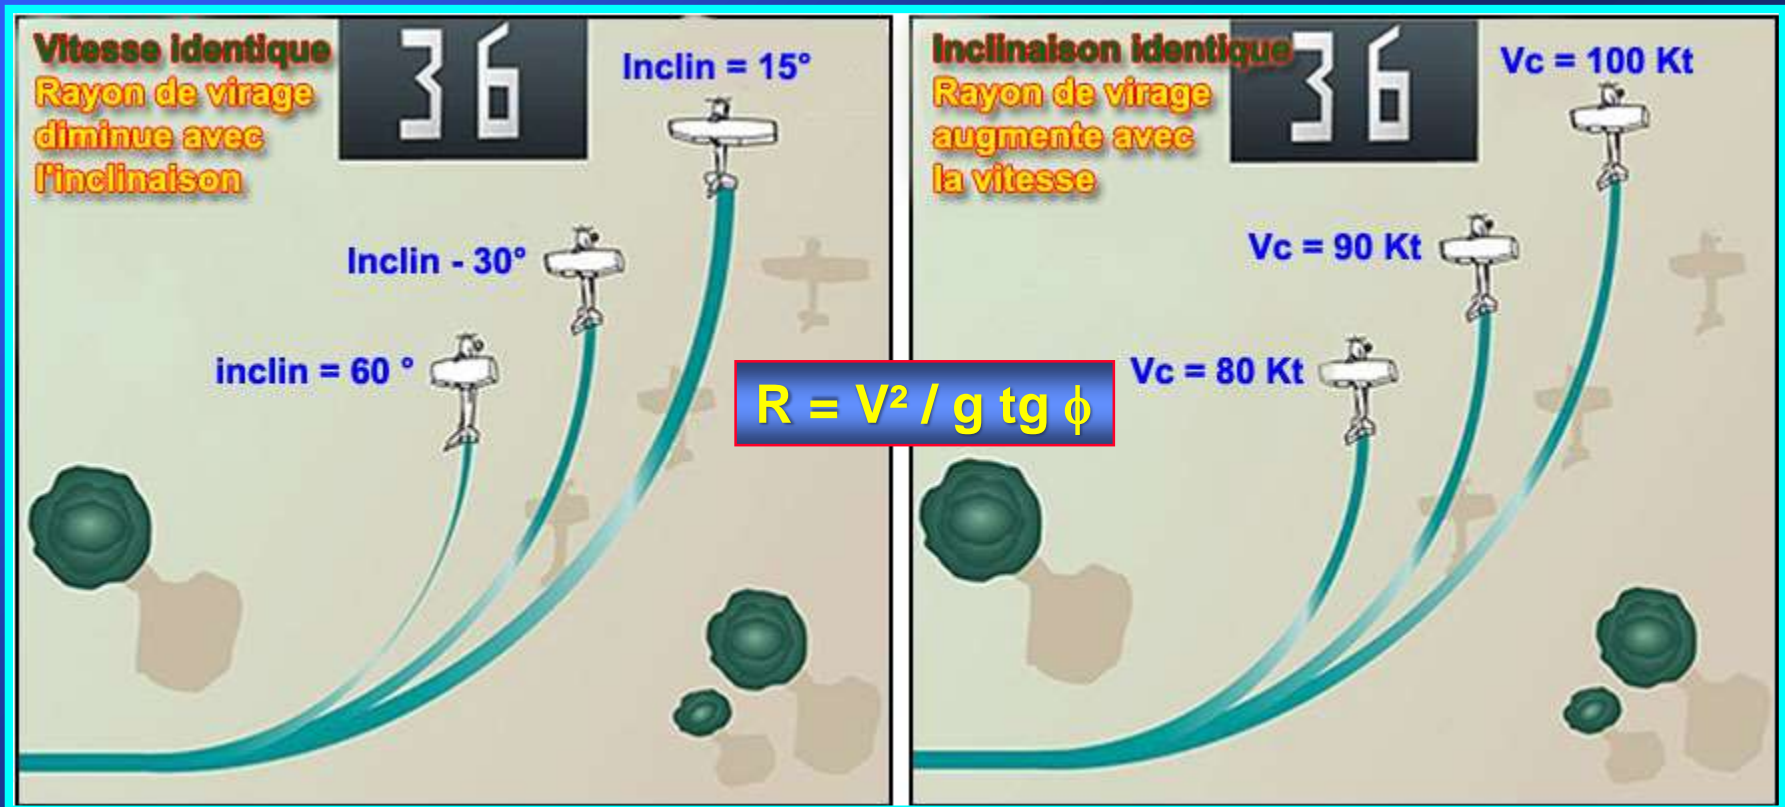 Vitesse identique
Rayon de virage
diminue avec
l'inclinaison
36
Inclin = 15°
Inclin - 30°
inclin = 60 °
R = V² / g tg ϕ
Inclinaison identique
Rayon de virage
augmente avec
la vitesse
36
Vc = 100 Kt
Vc = 90 Kt
Vc = 80 Kt